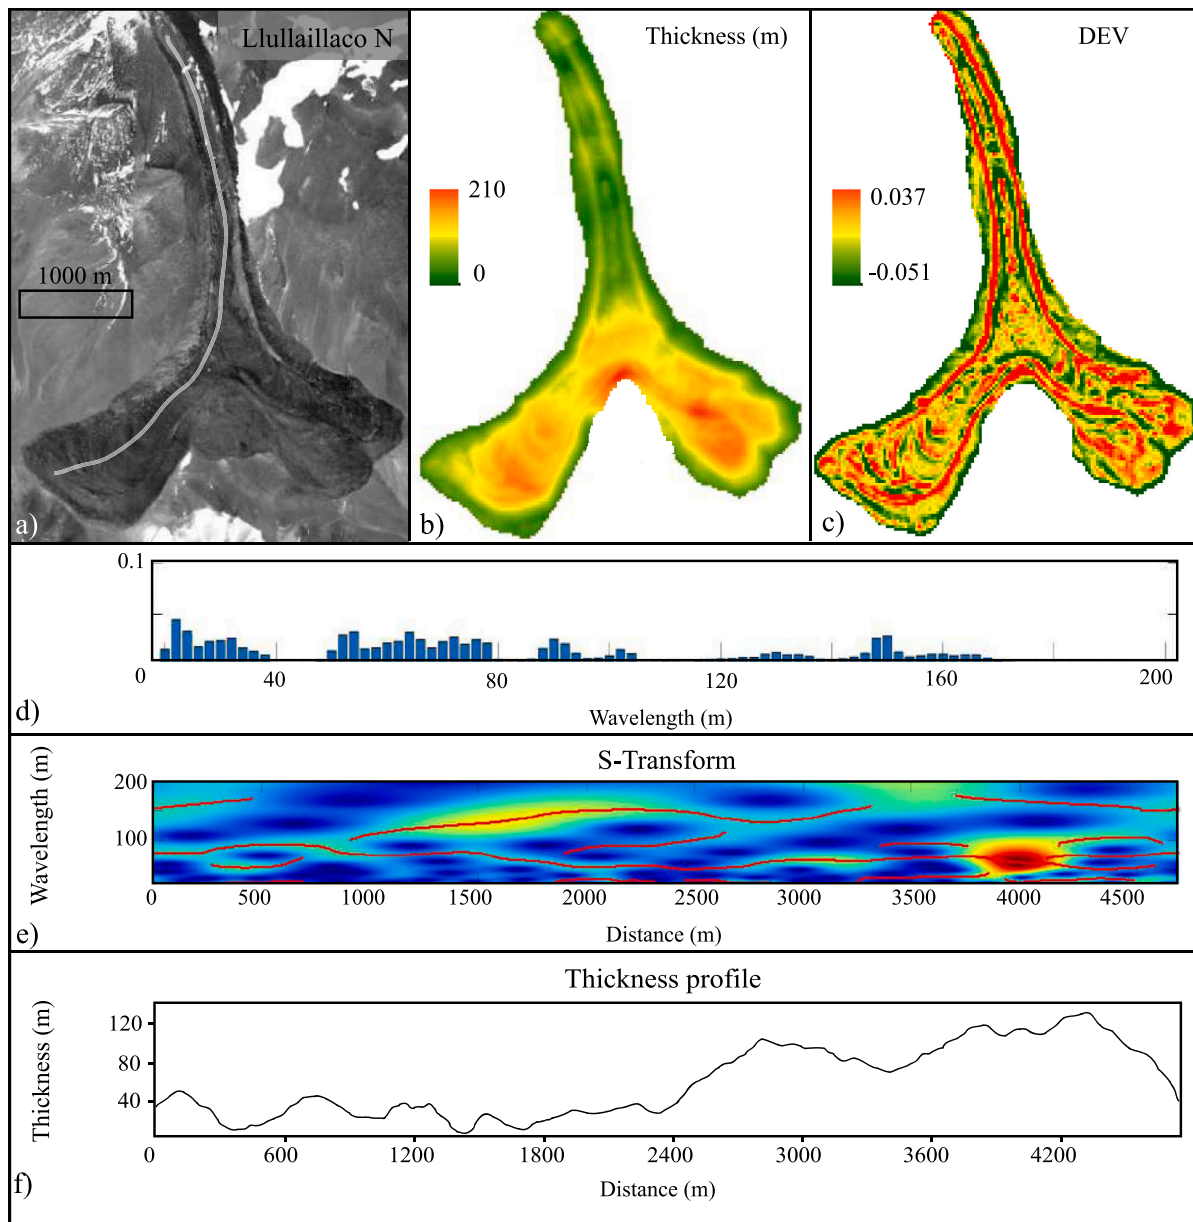 Llullaillaco N
1000 m
a)
Thickness (m)
210
0
b)
DEV
0.037
-0.051
c)
0.1
0
0 40 80 120 160 200
Wavelength (m)
d)
S-Transform
Wavelength (m)
200
100
0
0 500 1000 1500 2000 2500 3000 3500 4000 4500
Distance (m)
e)
Thickness profile
Thickness (m)
120
80
40
0 600 1200 1800 2400 3000 3600 4200
Distance (m)
f)